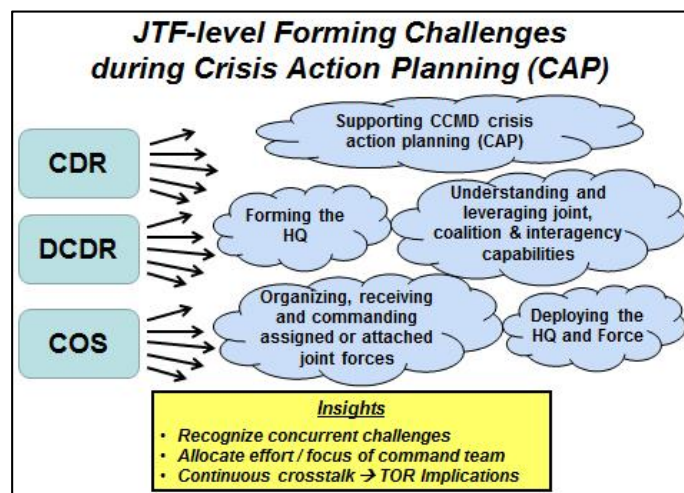 JTF-level Forming Challenges
during Crisis Action Planning (CAP)
CDR
DCDR
COS
Supporting CCMD crisis
action planning (CAP)
Forming the
HQ
Understanding and
leveraging joint,
coalition & interagency
capabilities
Organizing, receiving
and commanding
assigned or attached
joint forces
Deploying the
HQ and Force
Insights
• Recognize concurrent challenges
• Allocate effort / focus of command team
• Continuous crosstalk → TOR Implications